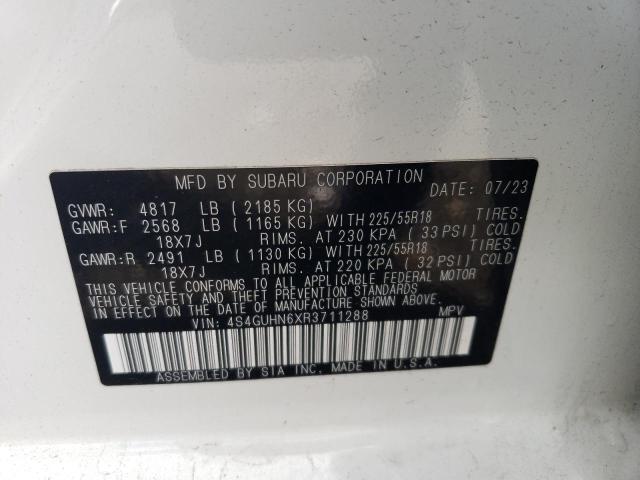 MFD BY SUBARU CORPORATION DATE: 07/23
GVWR: 4817 LB ( 2185 KG)
GAWR:F 2568 LB ( 1165 KG) WITH 225/55R18 TIRES.
18X7J RIMS. AT 230 KPA ( 33 PSI) COLD
GAWR:R 2491 LB ( 1130 KG) WITH 225/55R18 TIRES.
18X7J RIMS. AT 220 KPA ( 32 PSI) COLD
THIS VEHICLE CONFORMS TO ALL APPLICABLE FEDERAL MOTOR
VEHICLE SAFETY AND THEFT PREVENTION STANDARDS
IN EFFECT ON THE DATE OF MANUFACTURE SHOWN ABOVE.
VIN: 4S4GUHN6XR3711288 MPV
ASSEMBLED BY SIA INC. MADE IN U.S.A.